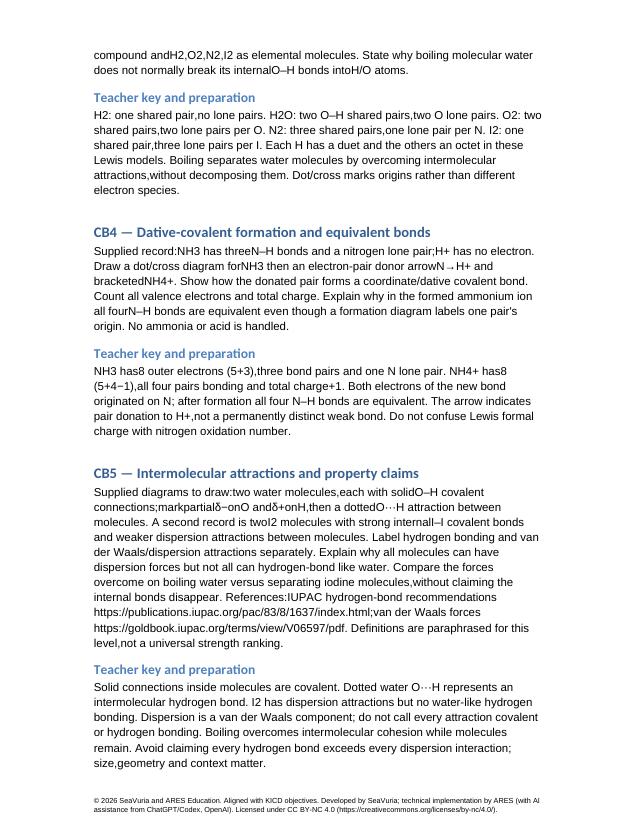 compound andH2,O2,N2,I2 as elemental molecules. State why boiling molecular water
does not normally break its internalO–H bonds intoH/O atoms.
Teacher key and preparation
H2: one shared pair,no lone pairs. H2O: two O–H shared pairs,two O lone pairs. O2: two
shared pairs,two lone pairs per O. N2: three shared pairs,one lone pair per N. I2: one
shared pair,three lone pairs per I. Each H has a duet and the others an octet in these
Lewis models. Boiling separates water molecules by overcoming intermolecular
attractions,without decomposing them. Dot/cross marks origins rather than different
electron species.
CB4 — Dative-covalent formation and equivalent bonds
Supplied record:NH3 has threeN–H bonds and a nitrogen lone pair;H+ has no electron.
Draw a dot/cross diagram forNH3 then an electron-pair donor arrowN→H+ and
bracketedNH4+. Show how the donated pair forms a coordinate/dative covalent bond.
Count all valence electrons and total charge. Explain why in the formed ammonium ion
all fourN–H bonds are equivalent even though a formation diagram labels one pair's
origin. No ammonia or acid is handled.
Teacher key and preparation
NH3 has8 outer electrons (5+3),three bond pairs and one N lone pair. NH4+ has8
(5+4−1),all four pairs bonding and total charge+1. Both electrons of the new bond
originated on N; after formation all four N–H bonds are equivalent. The arrow indicates
pair donation to H+,not a permanently distinct weak bond. Do not confuse Lewis formal
charge with nitrogen oxidation number.
CB5 — Intermolecular attractions and property claims
Supplied diagrams to draw:two water molecules,each with solidO–H covalent
connections;markpartialδ−onO andδ+onH,then a dottedO···H attraction between
molecules. A second record is twoI2 molecules with strong internalI–I covalent bonds
and weaker dispersion attractions between molecules. Label hydrogen bonding and van
der Waals/dispersion attractions separately. Explain why all molecules can have
dispersion forces but not all can hydrogen-bond like water. Compare the forces
overcome on boiling water versus separating iodine molecules,without claiming the
internal bonds disappear. References:IUPAC hydrogen-bond recommendations
https://publications.iupac.org/pac/83/8/1637/index.html;van der Waals forces
https://goldbook.iupac.org/terms/view/V06597/pdf. Definitions are paraphrased for this
level,not a universal strength ranking.
Teacher key and preparation
Solid connections inside molecules are covalent. Dotted water O···H represents an
intermolecular hydrogen bond. I2 has dispersion attractions but no water-like hydrogen
bonding. Dispersion is a van der Waals component; do not call every attraction covalent
or hydrogen bonding. Boiling overcomes intermolecular cohesion while molecules
remain. Avoid claiming every hydrogen bond exceeds every dispersion interaction;
size,geometry and context matter.
© 2026 SeaVuria and ARES Education. Aligned with KICD objectives. Developed by SeaVuria; technical implementation by ARES (with AI
assistance from ChatGPT/Codex, OpenAI). Licensed under CC BY-NC 4.0 (https://creativecommons.org/licenses/by-nc/4.0/).